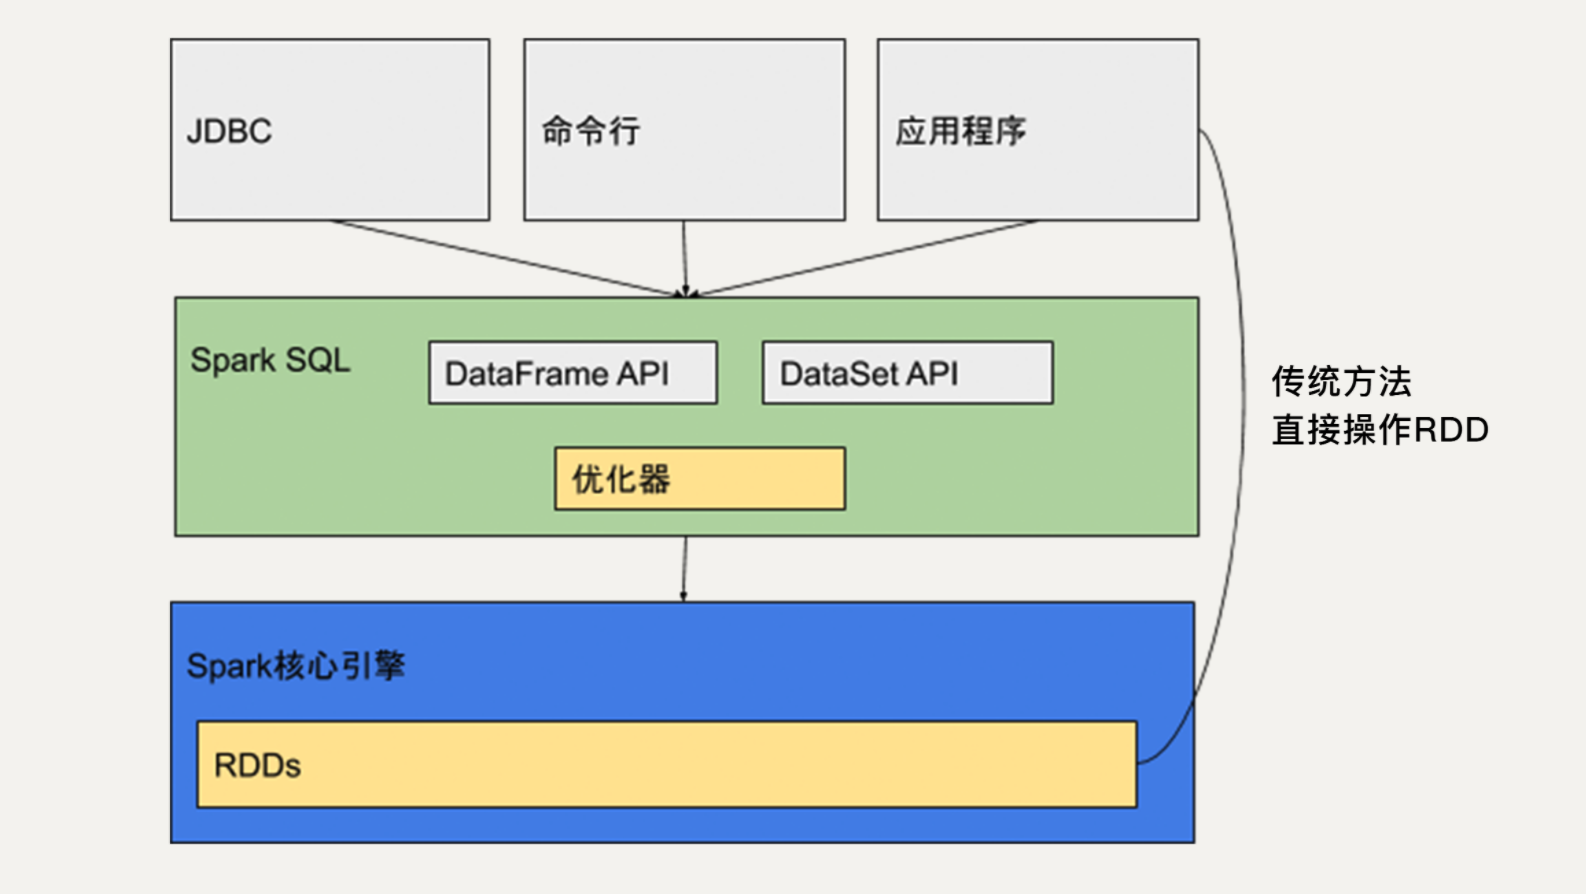 JDBC
命令行
应用程序
Spark SQL
DataFrame API
DataSet API
优化器
传统方法
直接操作RDD
Spark核心引擎
RDDs